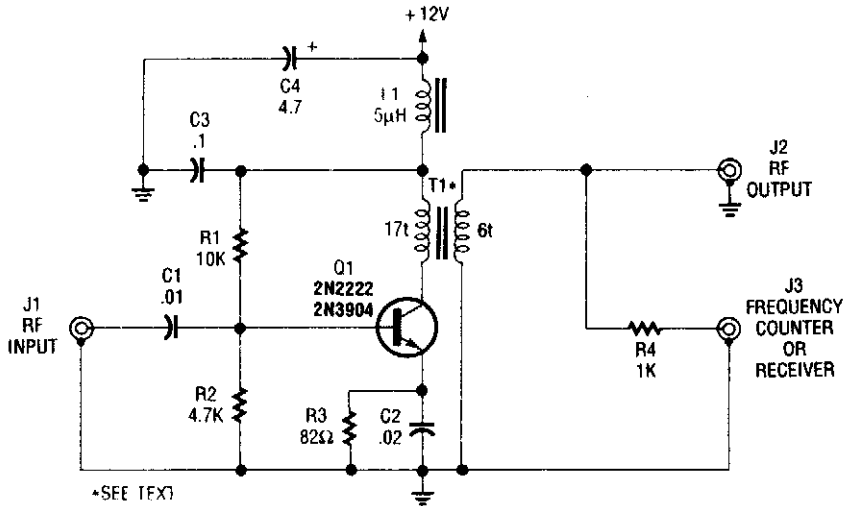 +12V
+
C4
4.7
L1
5µH
C3
.1
J2
RF
OUTPUT
T1*
17t
6t
R1
10K
Q1
2N2222
2N3904
C1
.01
J1
RF
INPUT
J3
FREQUENCY
COUNTER
OR
RECEIVER
R4
1K
R2
4.7K
R3
82Ω
C2
.02
*SEE TEXT